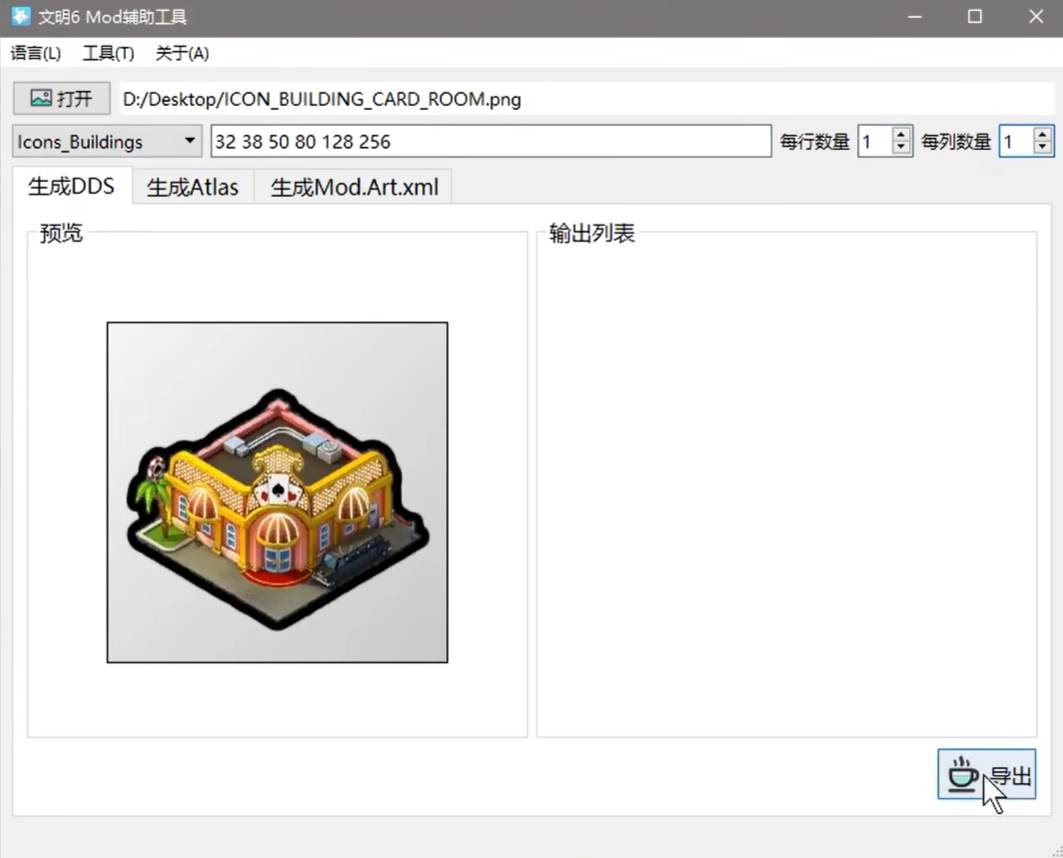 文明6 Mod辅助工具
语言(L) 工具(T) 关于(A)
打开 D:/Desktop/ICON_BUILDING_CARD_ROOM.png
Icons_Buildings 32 38 50 80 128 256 每行数量 1 每列数量 1
生成DDS 生成Atlas 生成Mod.Art.xml
预览 输出列表
导出